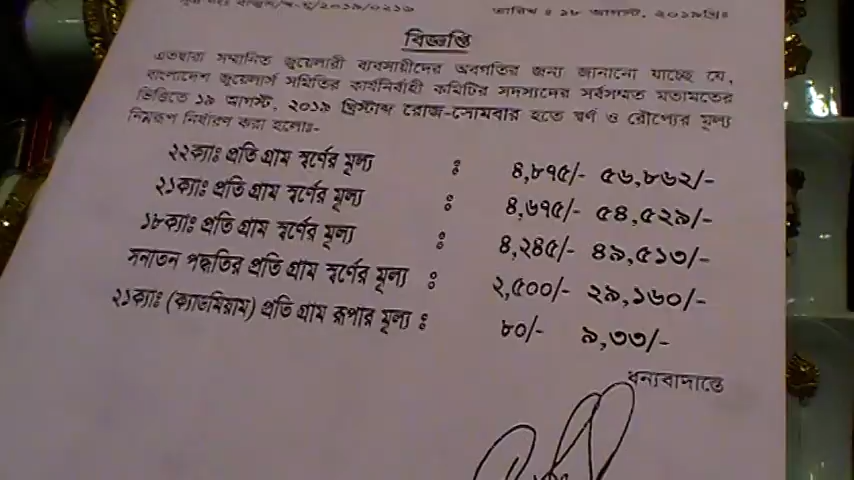 তারিখ : ১৮ আগস্ট, ২০১৯খ্রিঃ
বিজ্ঞপ্তি
এতদ্বারা সম্মানিত জুয়েলারী ব্যবসায়ীদের অবগতির জন্য জানানো যাচ্ছে যে,
বাংলাদেশ জুয়েলার্স সমিতির কার্যনির্বাহী কমিটির সদস্যদের সর্বসম্মত মতামতের
ভিত্তিতে ১৯ আগস্ট, ২০১৯ খ্রিস্টাব্দ রোজ-সোমবার হতে স্বর্ণ ও রৌপ্যের মূল্য
নিম্নরূপ নির্ধারণ করা হলোঃ-
২২ক্যাঃ প্রতি গ্রাম স্বর্ণের মূল্য : ৪,৮৭৫/- ৫৬,৮৬২/-
২১ক্যাঃ প্রতি গ্রাম স্বর্ণের মূল্য : ৪,৬৭৫/- ৫৪,৫২৯/-
১৮ক্যাঃ প্রতি গ্রাম স্বর্ণের মূল্য : ৪,২৪৫/- ৪৯,৫১৩/-
সনাতন পদ্ধতির প্রতি গ্রাম স্বর্ণের মূল্য : ২,৫০০/- ২৯,১৬০/-
২১ক্যাঃ (ক্যাডমিয়াম) প্রতি গ্রাম রূপার মূল্য : ৮০/- ৯,৩৩/-
ধন্যবাদান্তে